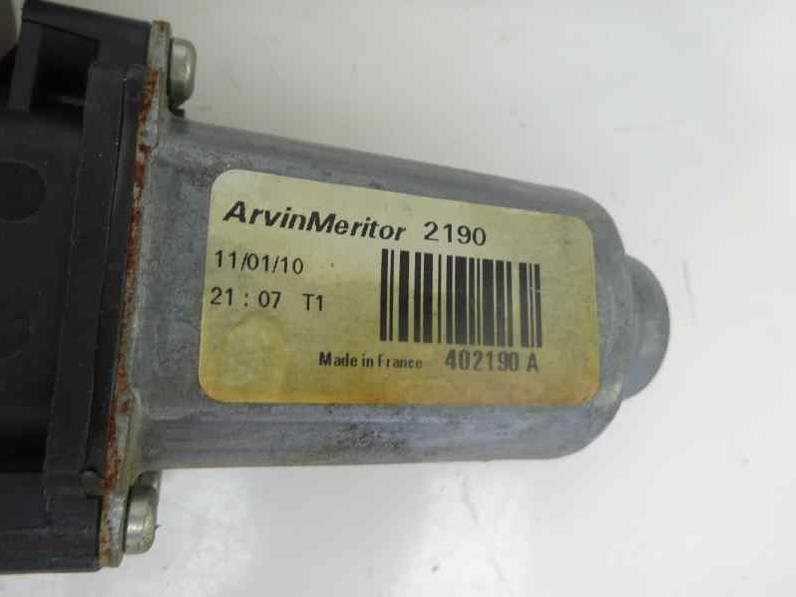 ArvinMeritor 2190
11/01/10
21 : 07 T1
Made in France 402190 A